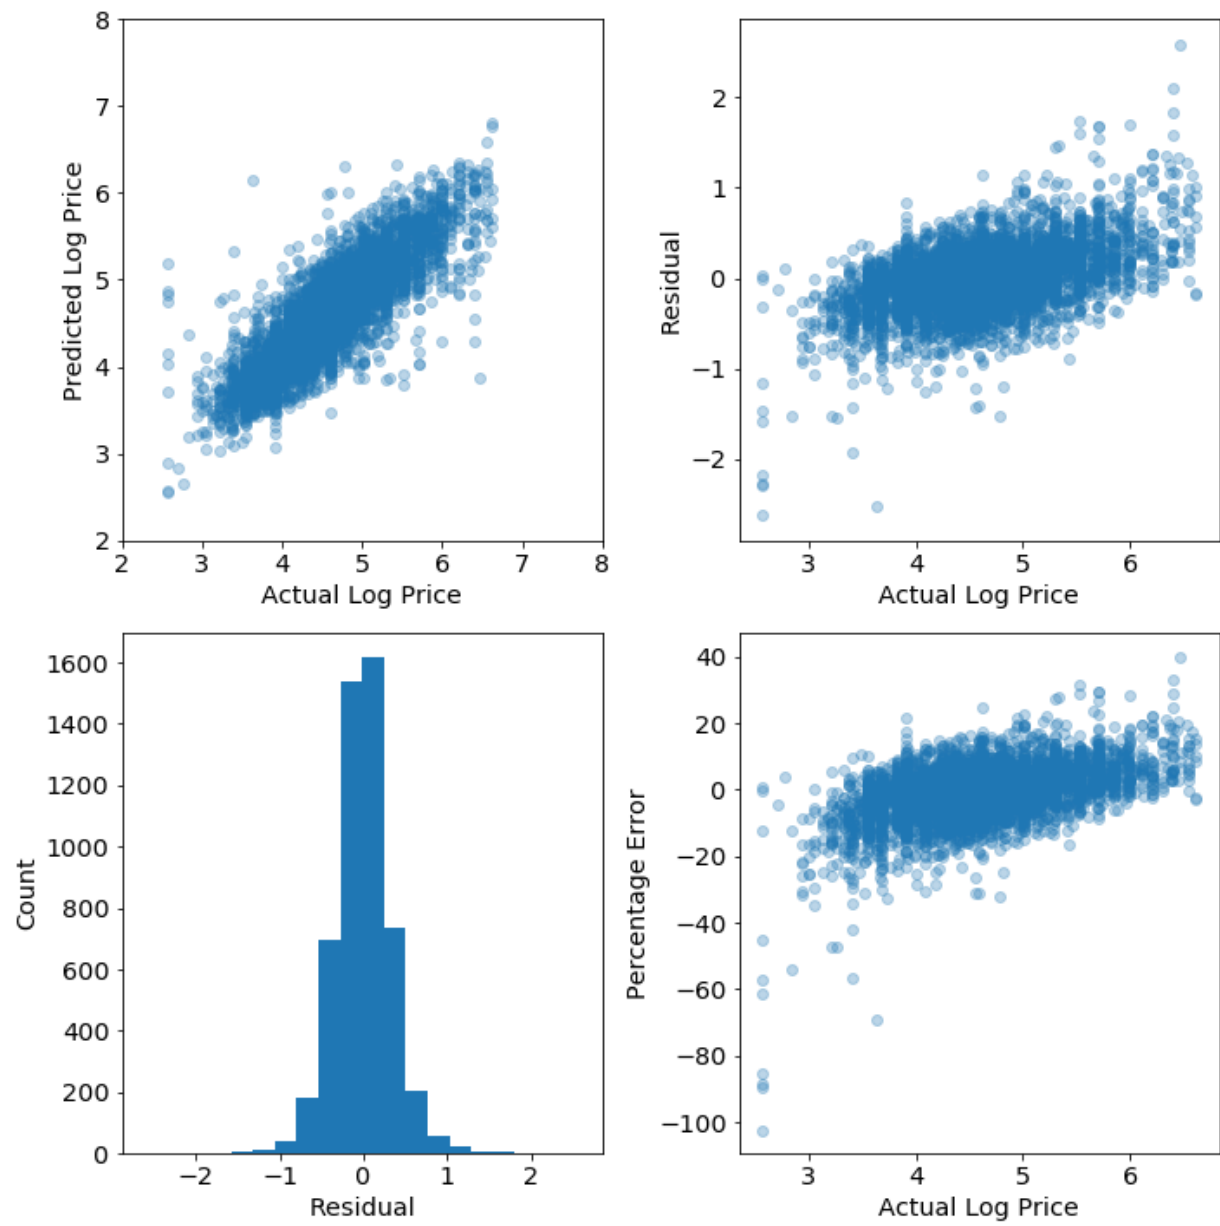 8
7
6
5
4
3
2
2 3 4 5 6 7 8
Predicted Log Price
Actual Log Price
2
1
0
−1
−2
3 4 5 6
Residual
Actual Log Price
1600
1400
1200
1000
800
600
400
200
0
−2 −1 0 1 2
Count
Residual
40
20
0
−20
−40
−60
−80
−100
3 4 5 6
Percentage Error
Actual Log Price